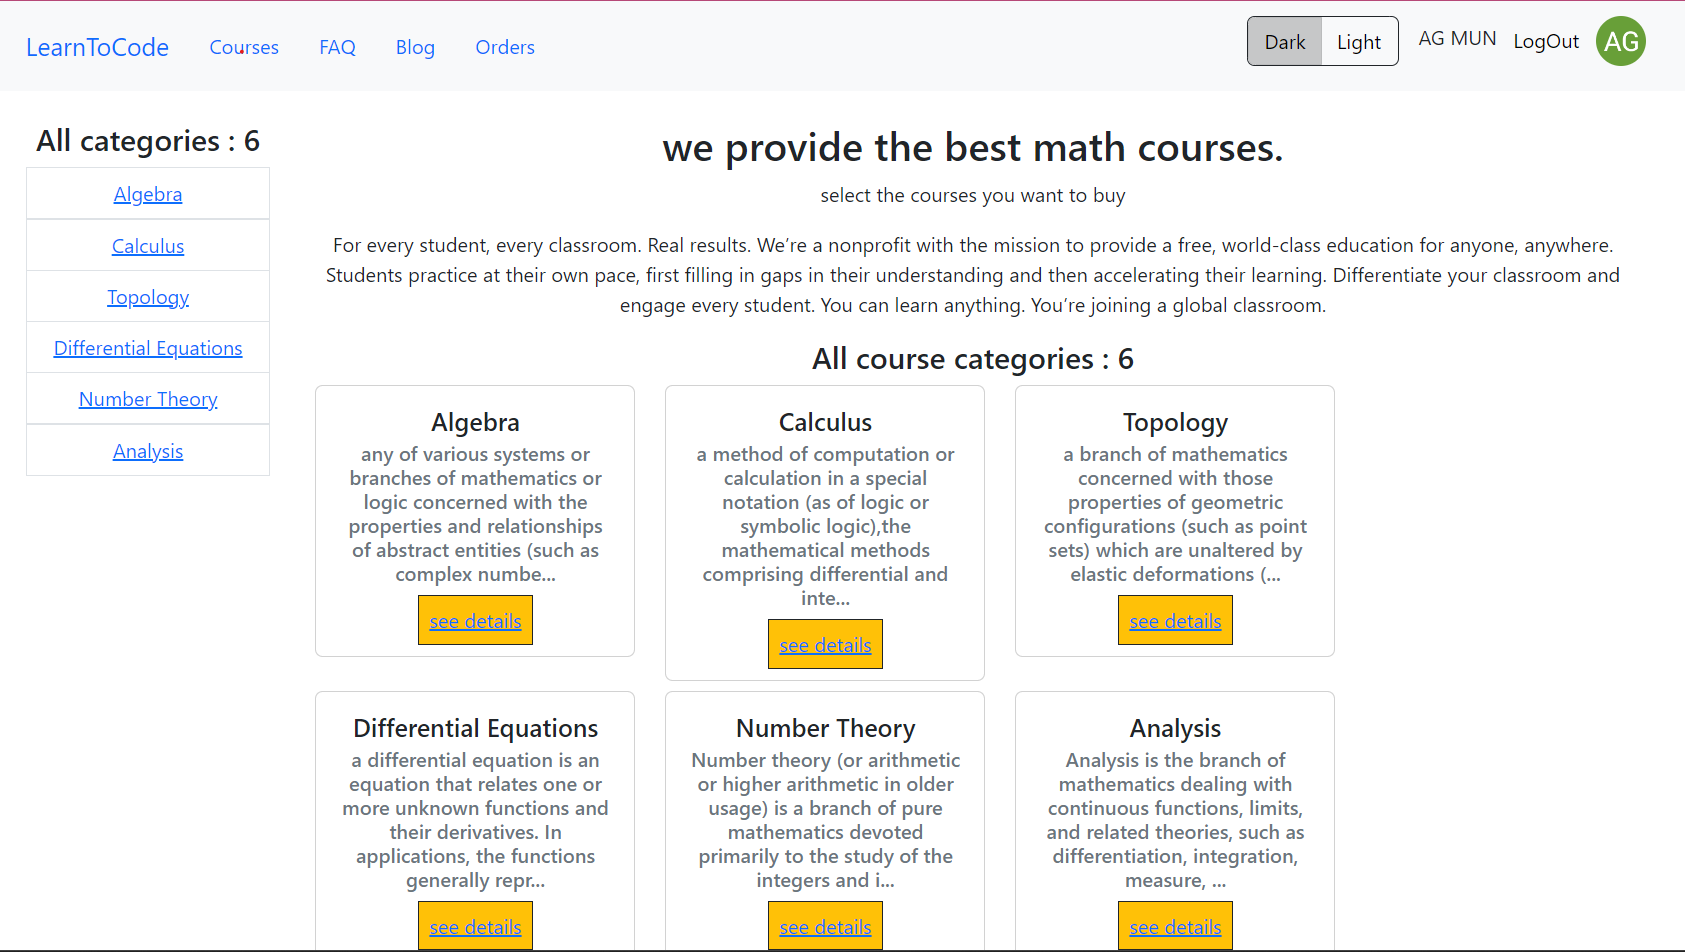 LearnToCode Courses FAQ Blog Orders Dark Light AG MUN LogOut AG
All categories : 6
Algebra
Calculus
Topology
Differential Equations
Number Theory
Analysis
we provide the best math courses.
select the courses you want to buy
For every student, every classroom. Real results. We’re a nonprofit with the mission to provide a free, world-class education for anyone, anywhere.
Students practice at their own pace, first filling in gaps in their understanding and then accelerating their learning. Differentiate your classroom and
engage every student. You can learn anything. You’re joining a global classroom.
All course categories : 6
Algebra
any of various systems or
branches of mathematics or
logic concerned with the
properties and relationships
of abstract entities (such as
complex numbe...
see details
Calculus
a method of computation or
calculation in a special
notation (as of logic or
symbolic logic),the
mathematical methods
comprising differential and
inte...
see details
Topology
a branch of mathematics
concerned with those
properties of geometric
configurations (such as point
sets) which are unaltered by
elastic deformations (...
see details
Differential Equations
a differential equation is an
equation that relates one or
more unknown functions and
their derivatives. In
applications, the functions
generally repr...
see details
Number Theory
Number theory (or arithmetic
or higher arithmetic in older
usage) is a branch of pure
mathematics devoted
primarily to the study of the
integers and i...
see details
Analysis
Analysis is the branch of
mathematics dealing with
continuous functions, limits,
and related theories, such as
differentiation, integration,
measure, ...
see details